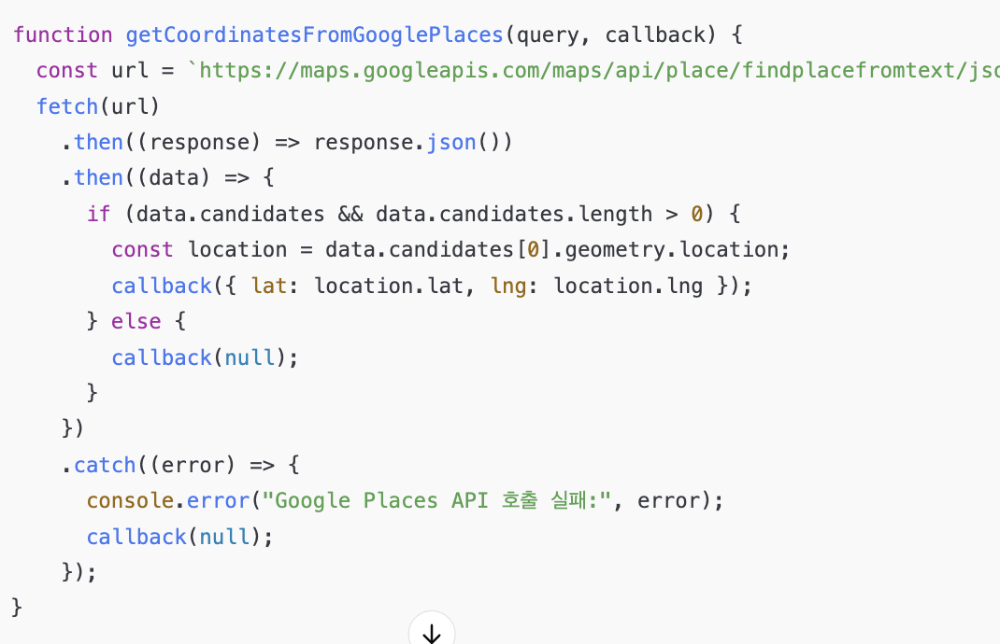 function getCoordinatesFromGooglePlaces(query, callback) {
  const url = `https://maps.googleapis.com/maps/api/place/findplacefromtext/
  fetch(url)
    .then((response) => response.json())
    .then((data) => {
      if (data.candidates && data.candidates.length > 0) {
        const location = data.candidates[0].geometry.location;
        callback({ lat: location.lat, lng: location.lng });
      } else {
        callback(null);
      }
    })
    .catch((error) => {
      console.error("Google Places API 호출 실패:", error);
      callback(null);
    });
}